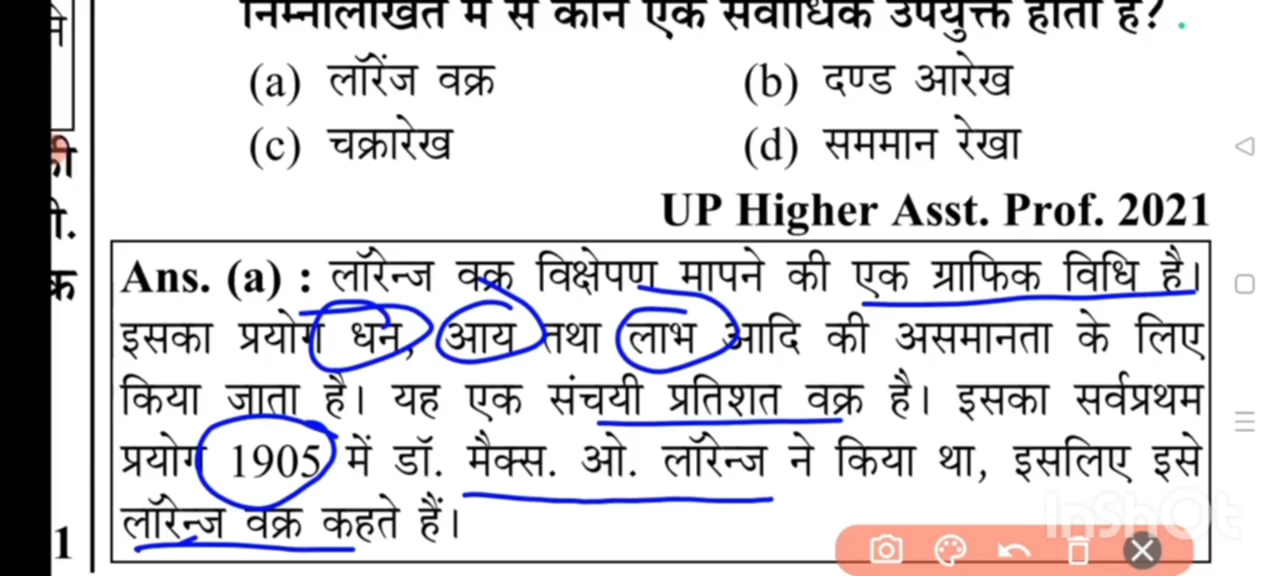 निम्नलिखित में से कौन एक सर्वाधिक उपयुक्त होता है?
(a) लॉरेंज वक्र (b) दण्ड आरेख
(c) चक्रारेख (d) सममान रेखा
UP Higher Asst. Prof. 2021
Ans. (a) : लॉरेन्ज वक्र विक्षेपण मापने की एक ग्राफिक विधि है।
इसका प्रयोग धन, आय तथा लाभ आदि की असमानता के लिए
किया जाता है। यह एक संचयी प्रतिशत वक्र है। इसका सर्वप्रथम
प्रयोग 1905 में डॉ. मैक्स. ओ. लॉरेन्ज ने किया था, इसलिए इसे
लॉरेन्ज वक्र कहते हैं।
1
InShOt